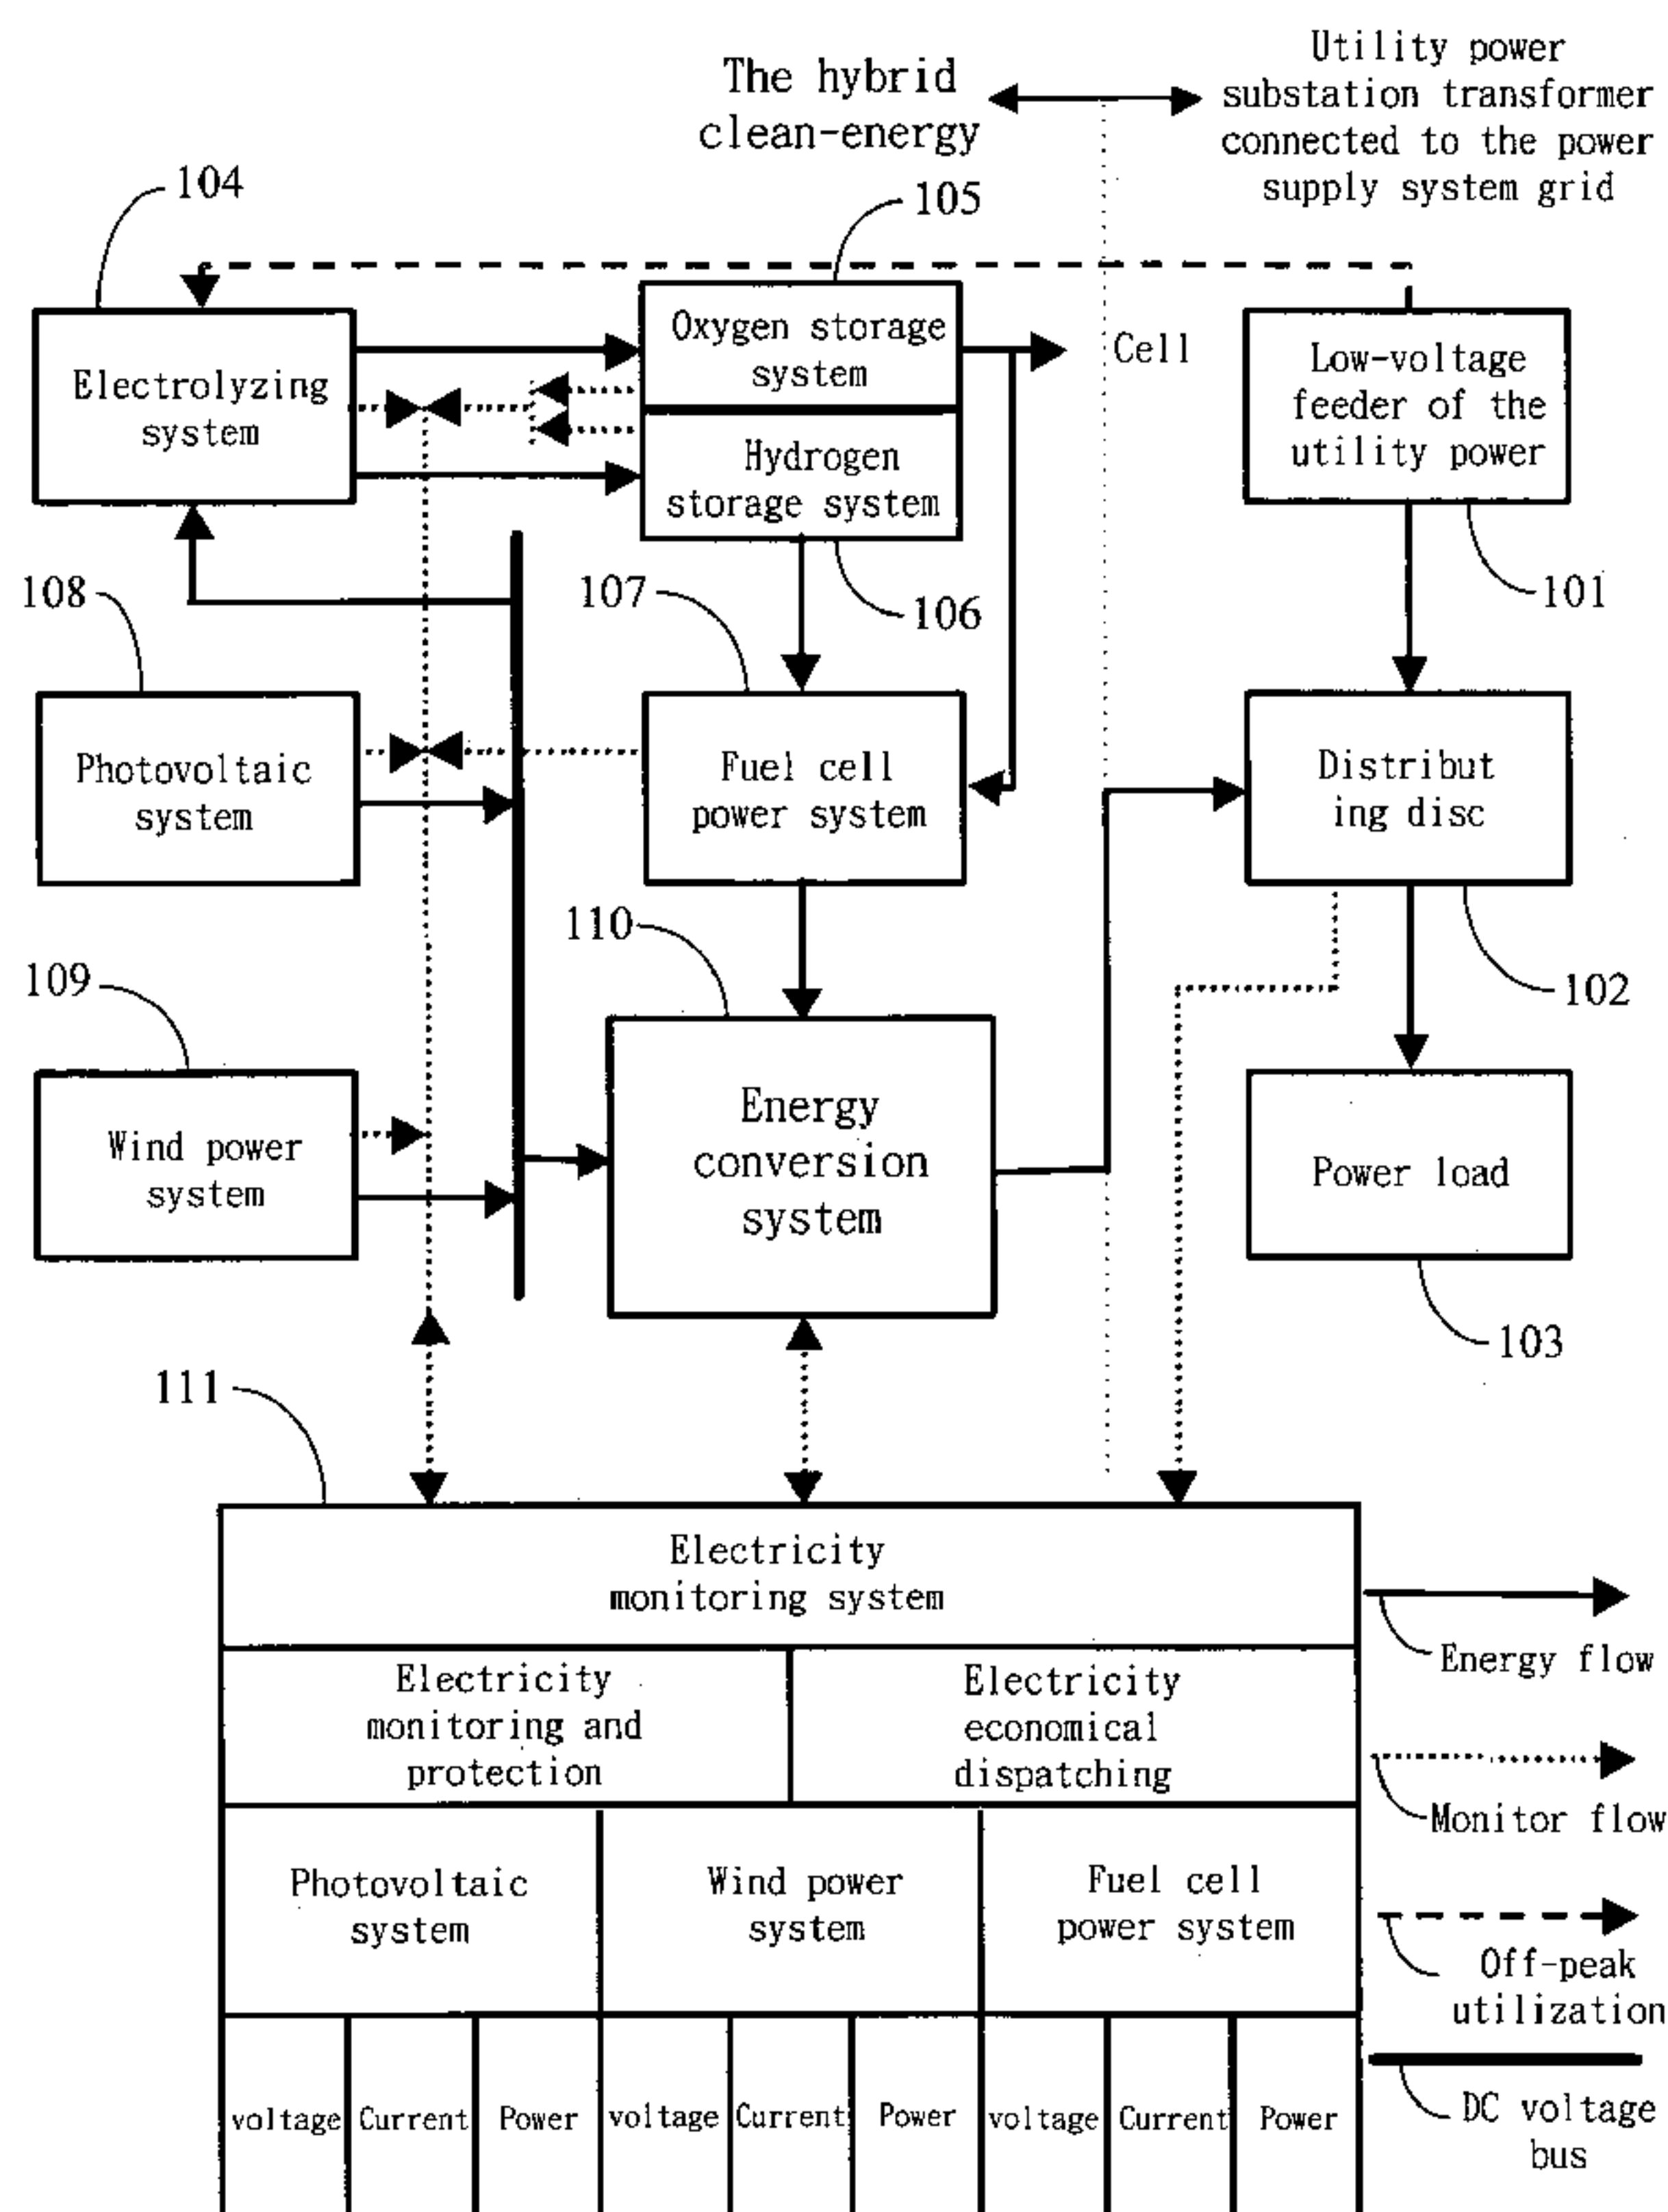 The hybrid
clean-energy
Utility power
substation transformer
connected to the power
supply system grid
104
105
Electrolyzing
system
Oxygen storage
system
Cell
Low-voltage
feeder of the
utility power
Hydrogen
storage system
108
107
106
101
Photovoltaic
system
Fuel cell
power system
Distribut
ing disc
110
109
102
Wind power
system
Energy
conversion
system
Power load
103
111
Electricity
monitoring system
Energy flow
Electricity
monitoring and
protection
Electricity
economical
dispatching
Monitor flow
Photovoltaic
system
Wind power
system
Fuel cell
power system
Off-peak
utilization
voltage
Current
Power
voltage
Current
Power
voltage
Current
Power
DC voltage
bus